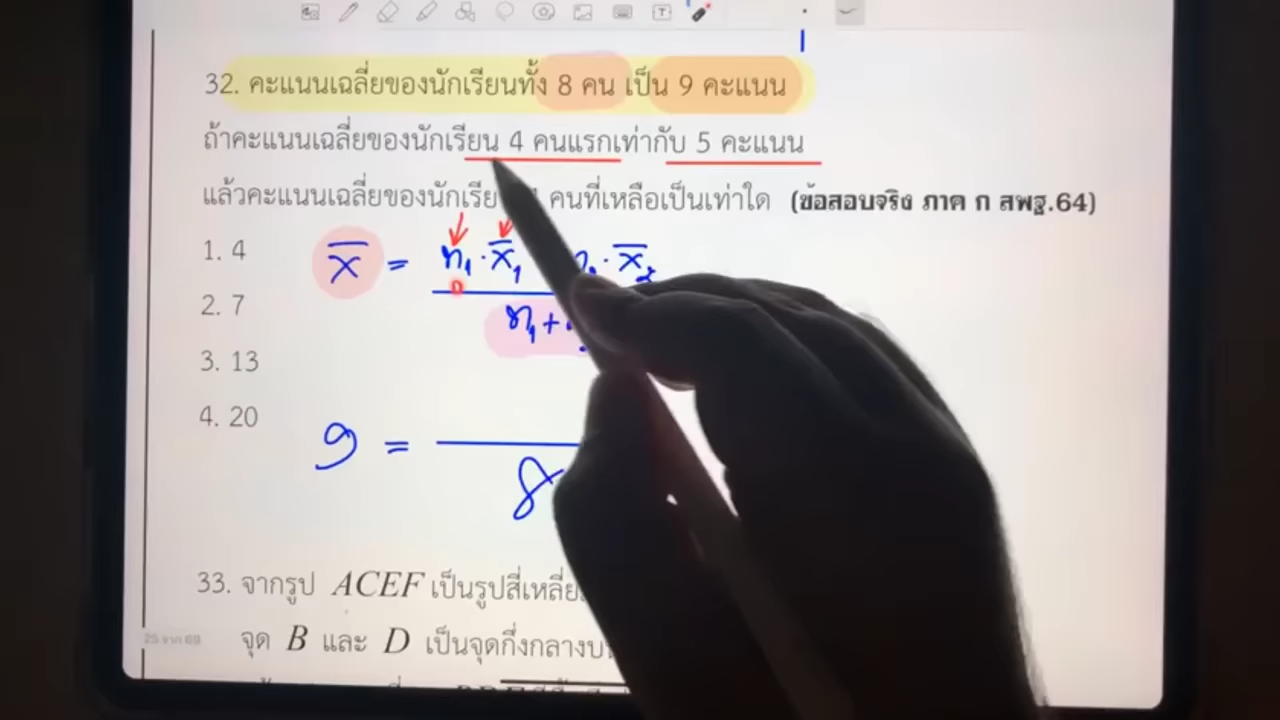 32. คะแนนเฉลี่ยของนักเรียนทั้ง 8 คน เป็น 9 คะแนน
ถ้าคะแนนเฉลี่ยของนักเรียน 4 คนแรกเท่ากับ 5 คะแนน
แล้วคะแนนเฉลี่ยของนักเรีย คนที่เหลือเป็นเท่าใด (ข้อสอบจริง ภาค ก สพฐ.64)
1. 4
2. 7
3. 13
4. 20
x̄ = n₁ · x̄₁ · x̄₂
n₁ +
9 =
8
33. จากรูป ACEF เป็นรูปสี่เหลี่ย
25 จาก 69
จุด B และ D เป็นจุดกึ่งกลางบ